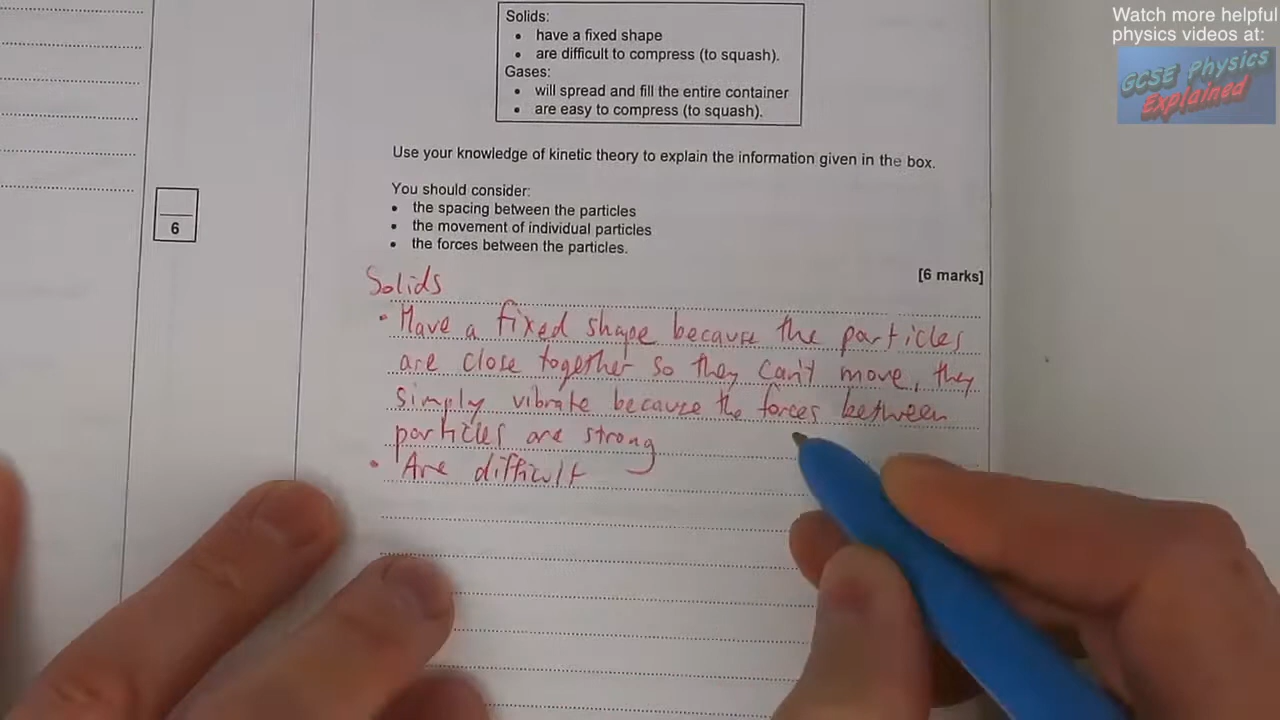 Watch more helpful
physics videos at:
GCSE Physics
Explained
Solids:
• have a fixed shape
• are difficult to compress (to squash).
Gases:
• will spread and fill the entire container
• are easy to compress (to squash).
Use your knowledge of kinetic theory to explain the information given in the box.
You should consider:
• the spacing between the particles
• the movement of individual particles
• the forces between the particles.
[6 marks]
6
Solids
• Have a fixed shape because the particles
are close together so they can't move, they
simply vibrate because the forces between
particles are strong
• Are difficult